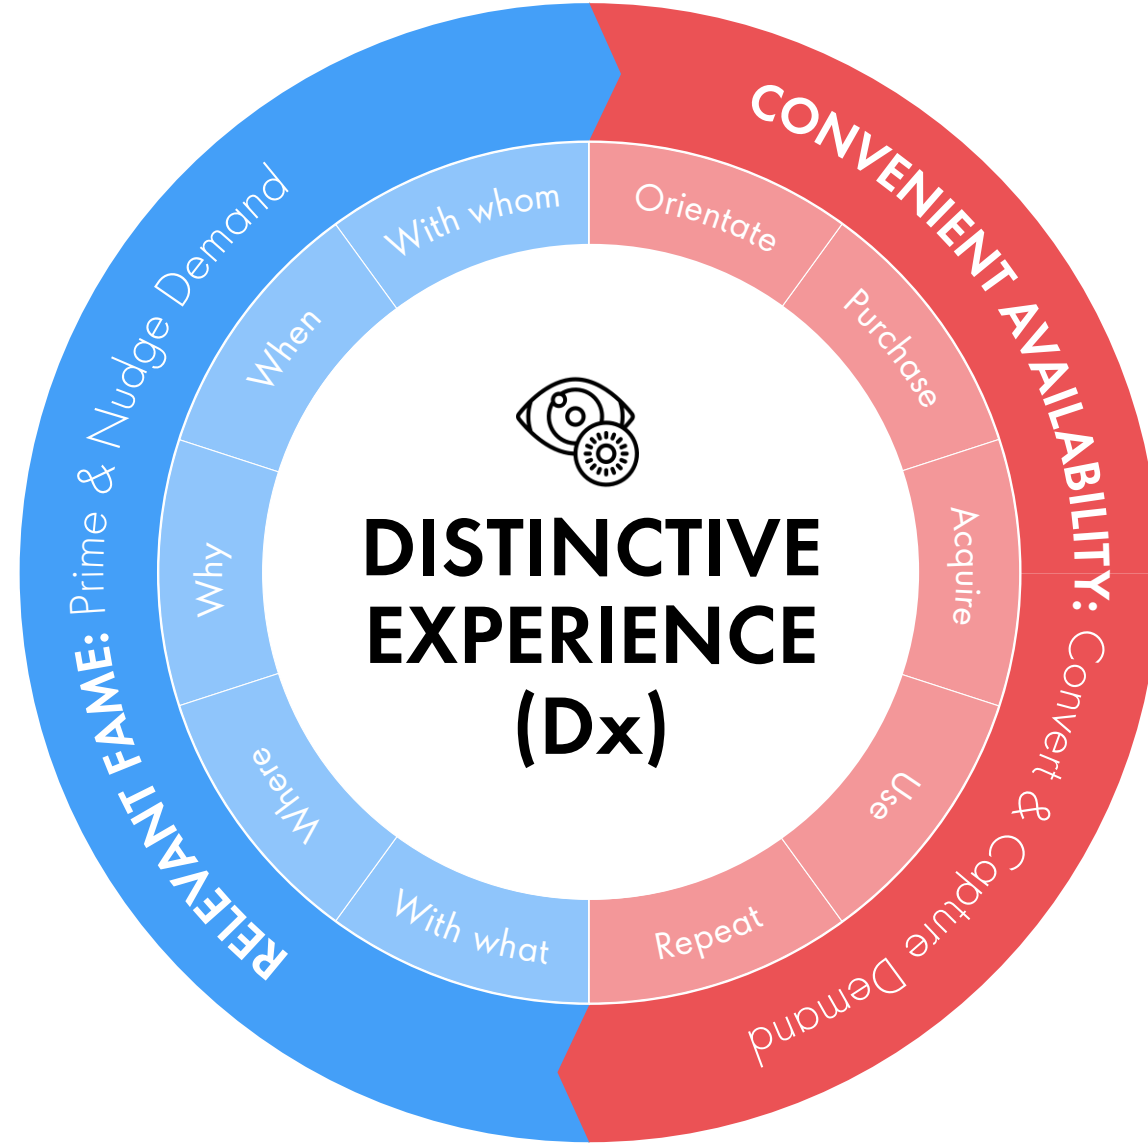 RELEVANT FAME: Prime & Nudge Demand
CONVENIENT AVAILABILITY: Convert & Capture Demand
With whom
When
Why
Where
With what
Orientate
Purchase
Acquire
Use
Repeat
DISTINCTIVE
EXPERIENCE
(Dx)